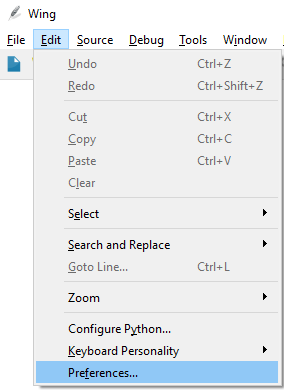 Wing
File Edit Source Debug Tools Window
Undo Ctrl+Z
Redo Ctrl+Shift+Z
Cut Ctrl+X
Copy Ctrl+C
Paste Ctrl+V
Clear
Select
Search and Replace
Goto Line... Ctrl+L
Zoom
Configure Python...
Keyboard Personality
Preferences...